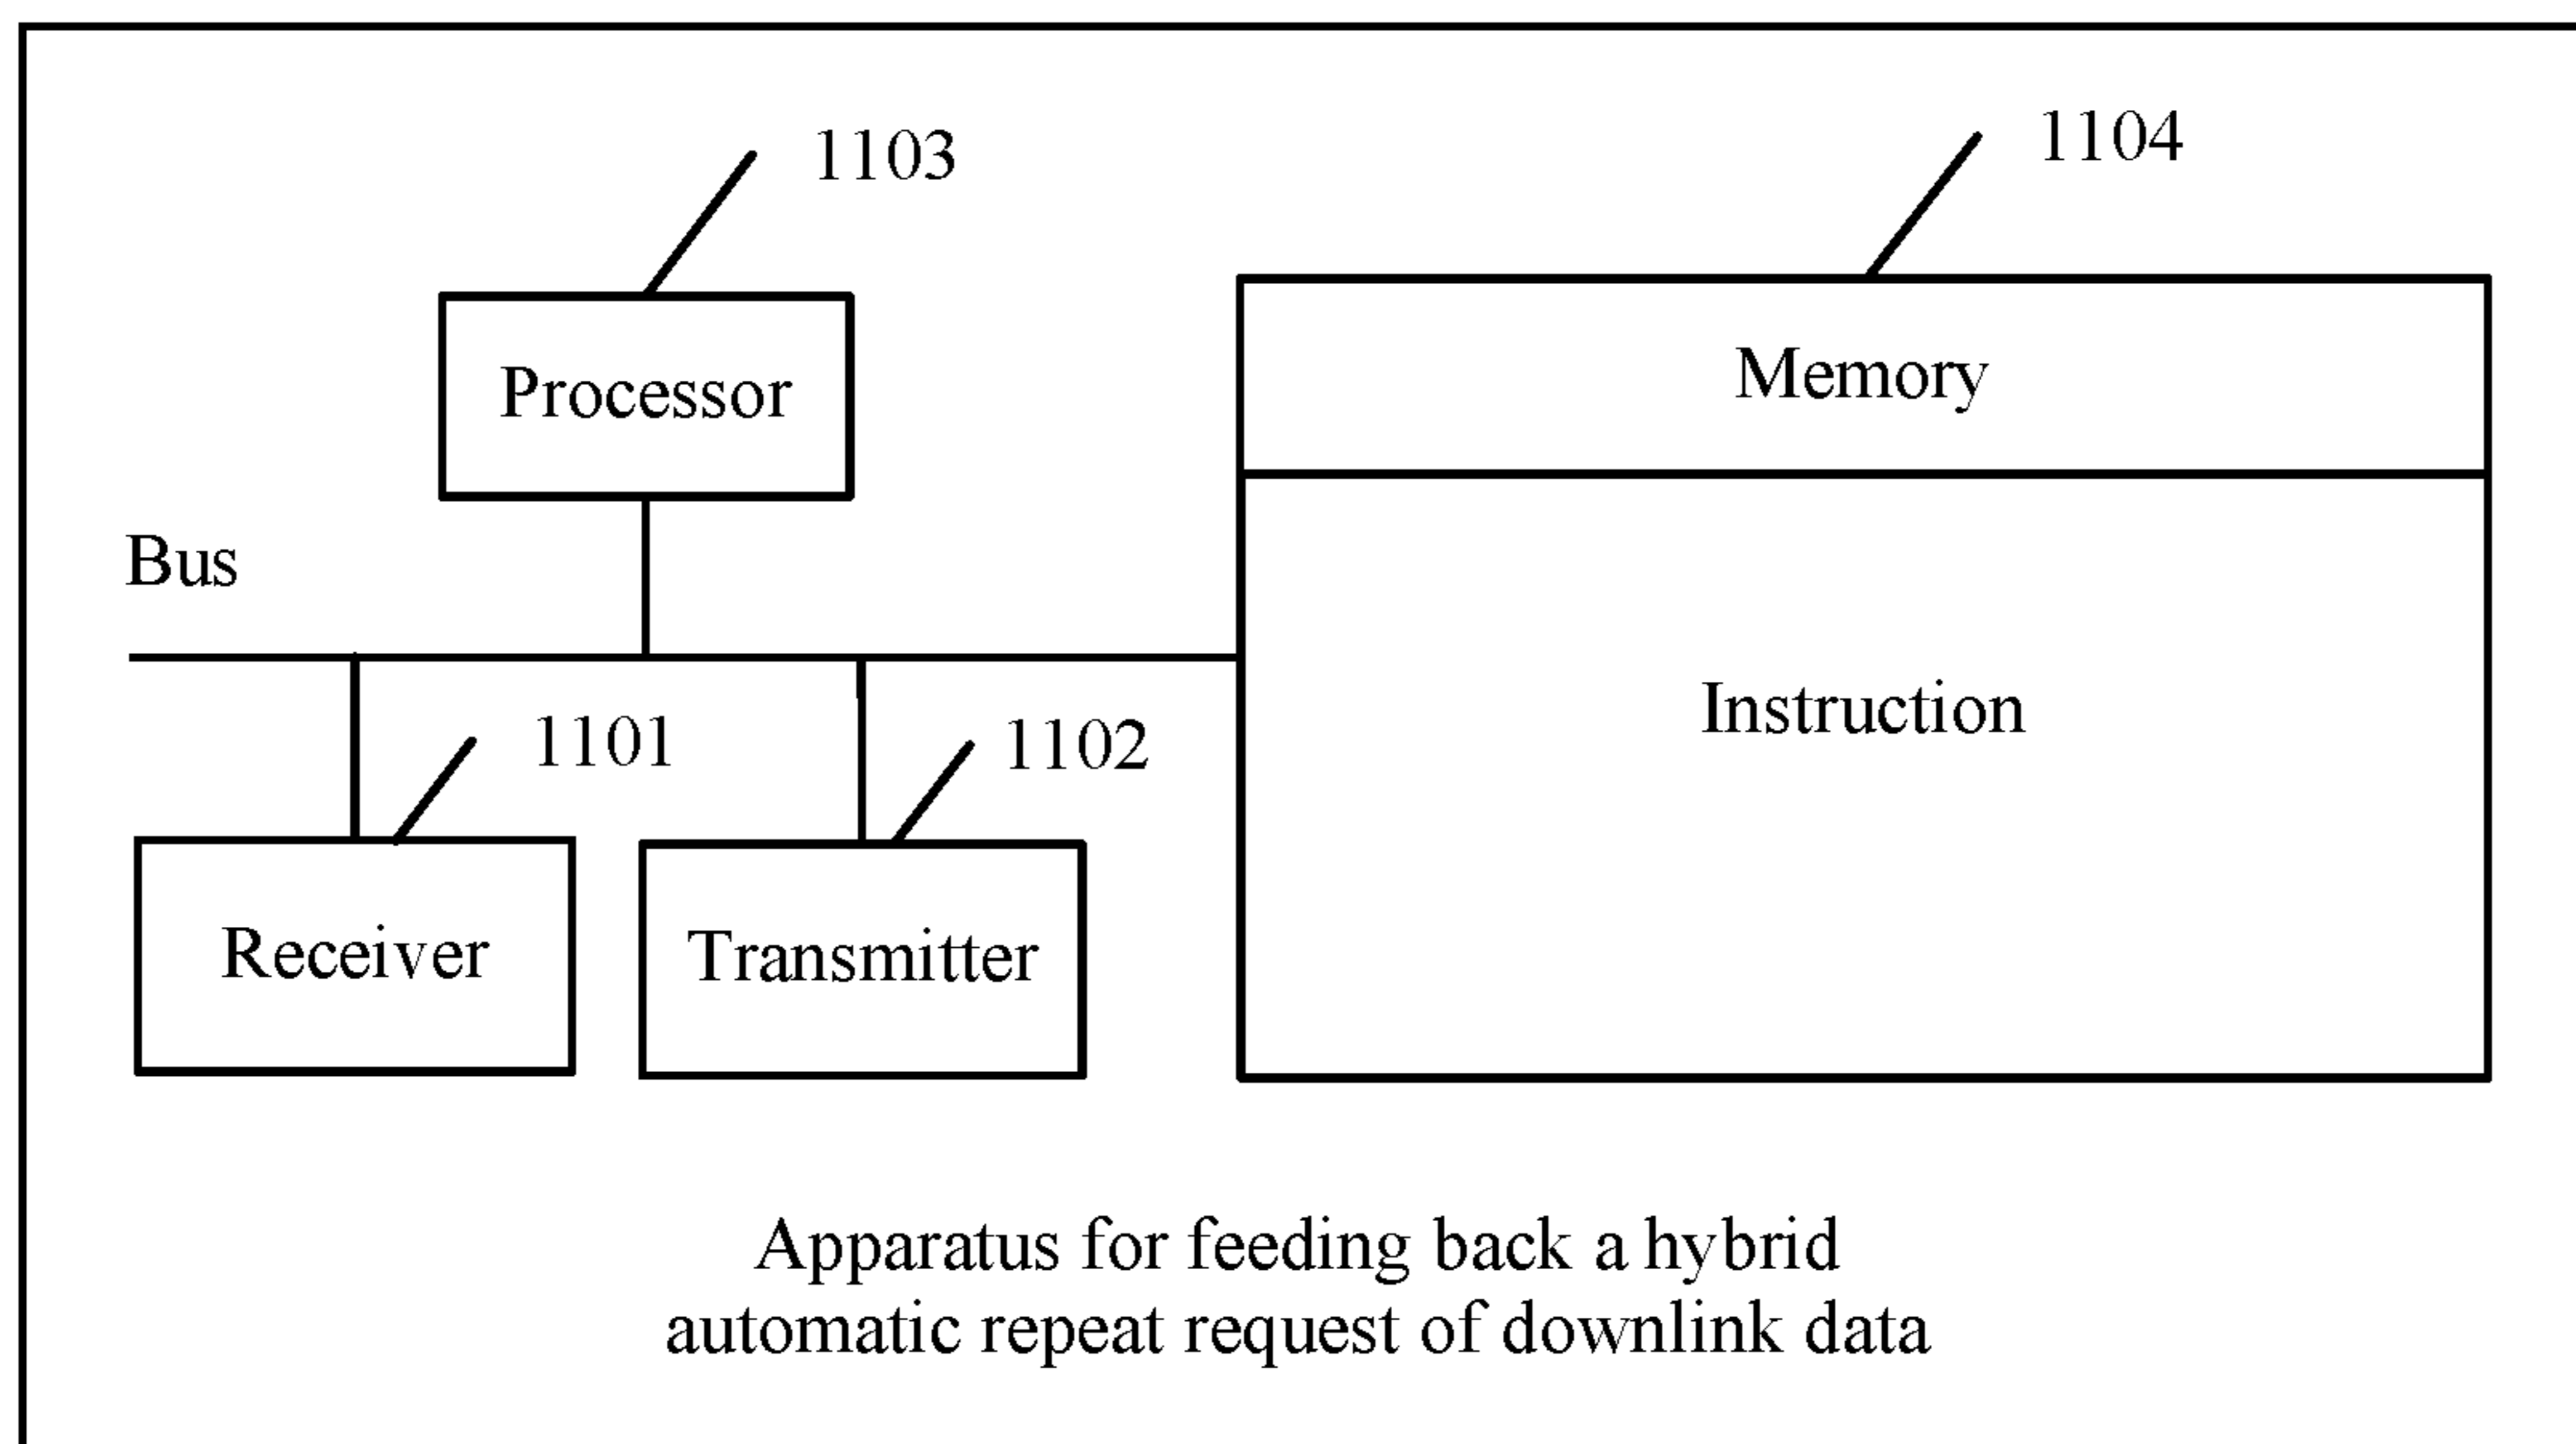 1103
1104
Processor
Memory
Bus
Instruction
1101
1102
Receiver
Transmitter
Apparatus for feeding back a hybrid
automatic repeat request of downlink data